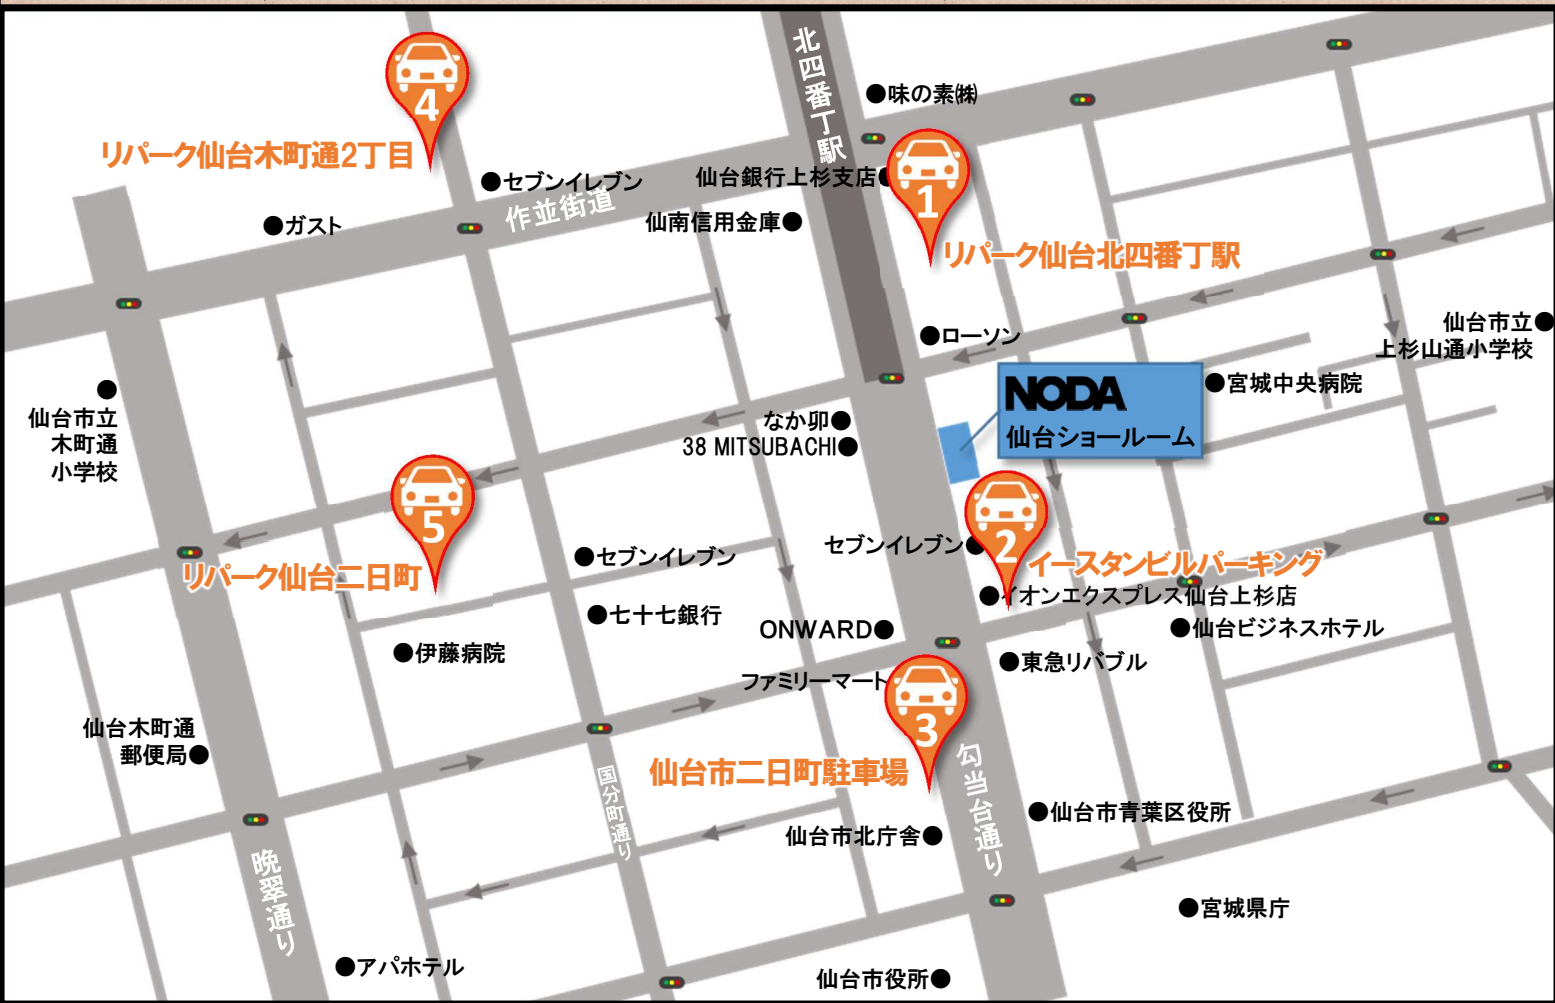 北四番丁駅
●味の素㈱
4
リパーク仙台木町通2丁目
●セブンイレブン
仙台銀行上杉支店●
1
作並街道
●ガスト
仙南信用金庫●
リパーク仙台北四番丁駅
●ローソン
仙台市立●
上杉山通小学校
NODA
仙台ショールーム
●宮城中央病院
●
仙台市立
木町通
小学校
なか卯●
38 MITSUBACHI●
5
リパーク仙台二日町
●セブンイレブン
セブンイレブン●
2
イースタンビルパーキング
●イオンエクスプレス仙台上杉店
●七十七銀行
ONWARD●
●仙台ビジネスホテル
●伊藤病院
●東急リバブル
ファミリーマート
3
仙台市二日町駐車場
仙台木町通
郵便局●
国分町通り
勾当台通り
●仙台市青葉区役所
仙台市北庁舎●
晩翠通り
●宮城県庁
●アパホテル
仙台市役所●